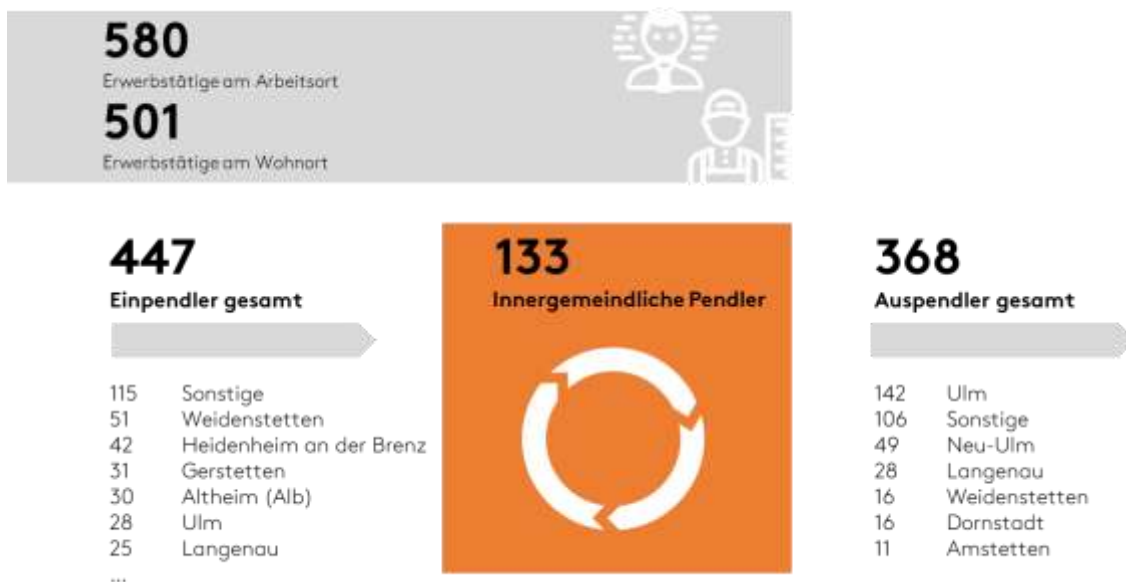 580
Erwerbstätige am Arbeitsort
501
Erwerbstätige am Wohnort
447
Einpendler gesamt
115 Sonstige
51 Weidenstetten
42 Heidenheim an der Brenz
31 Gerstetten
30 Altheim (Alb)
28 Ulm
25 Langenau
...
133
Innergemeindliche Pendler
368
Auspendler gesamt
142 Ulm
106 Sonstige
49 Neu-Ulm
28 Langenau
16 Weidenstetten
16 Dornstadt
11 Amstetten